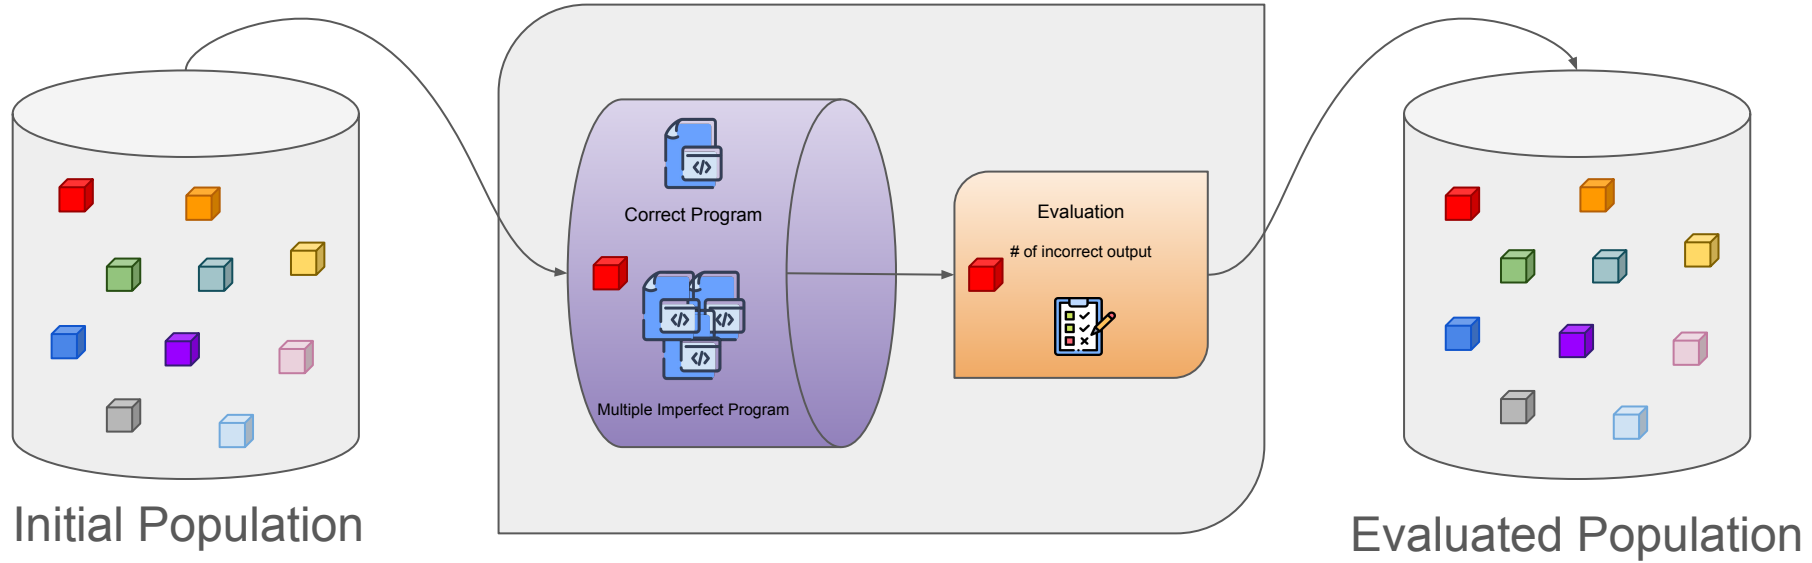 Correct Program
Multiple Imperfect Program
Evaluation
# of incorrect output
Initial Population
Evaluated Population